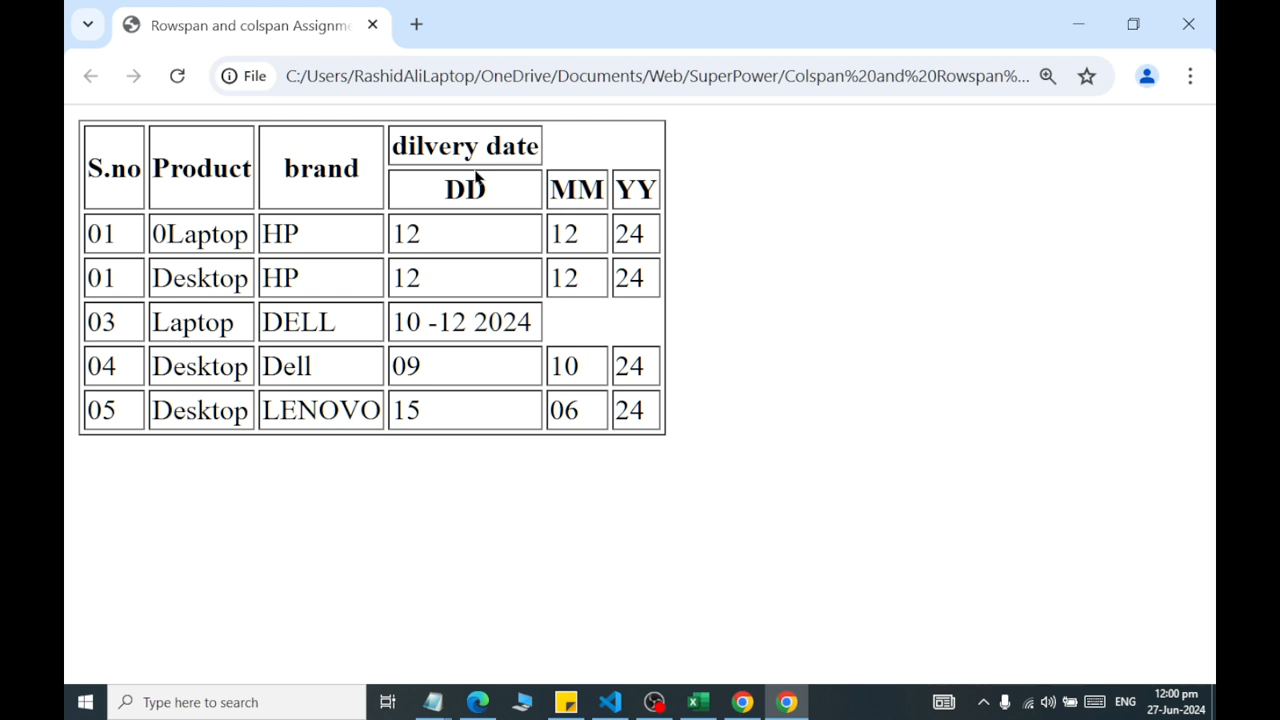 Rowspan and colspan Assignme
File
C:/Users/RashidAliLaptop/OneDrive/Documents/Web/SuperPower/Colspan%20and%20Rowspan%...
S.no Product brand dilvery date
DD MM YY
01 0Laptop HP 12 12 24
01 Desktop HP 12 12 24
03 Laptop DELL 10 -12 2024
04 Desktop Dell 09 10 24
05 Desktop LENOVO 15 06 24
Type here to search
ENG
12:00 pm
27-Jun-2024